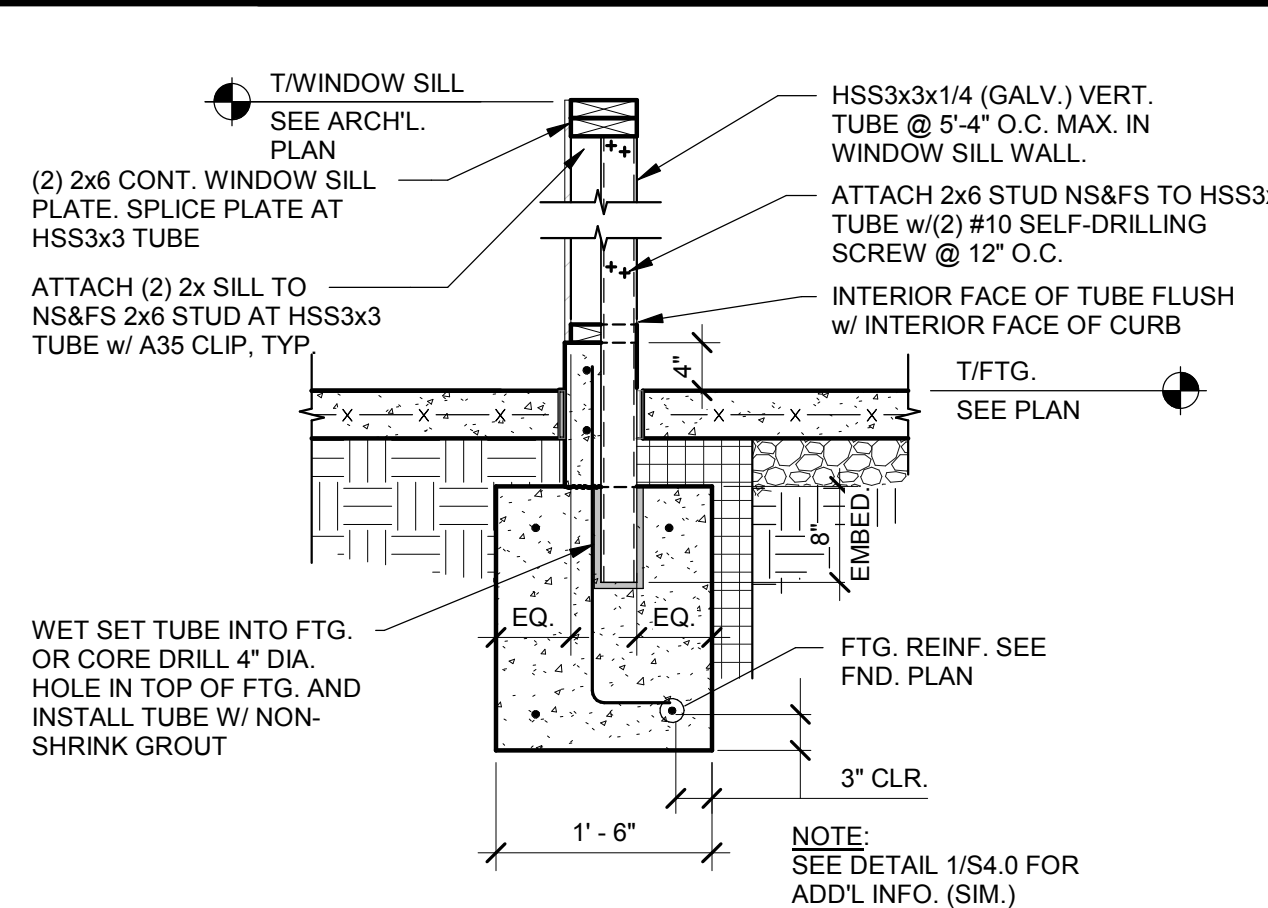 T/WINDOW SILL
SEE ARCH'L.
PLAN
(2) 2x6 CONT. WINDOW SILL
PLATE. SPLICE PLATE AT
HSS3x3 TUBE
ATTACH (2) 2x SILL TO
NS&FS 2x6 STUD AT HSS3x3
TUBE w/ A35 CLIP, TYP.
HSS3x3x1/4 (GALV.) VERT.
TUBE @ 5'-4" O.C. MAX. IN
WINDOW SILL WALL.
ATTACH 2x6 STUD NS&FS TO
TUBE w/(2) #10 SELF-DRILLING
SCREW @ 12" O.C.
INTERIOR FACE OF TUBE FLUSH
w/ INTERIOR FACE OF CURB
4"
T/FTG.
SEE PLAN
X X X X X X
8"
EMBED.
EQ. EQ.
WET SET TUBE INTO FTG.
OR CORE DRILL 4" DIA.
HOLE IN TOP OF FTG. AND
INSTALL TUBE W/ NON-
SHRINK GROUT
FTG. REINF. SEE
FND. PLAN
3" CLR.
1' - 6"
NOTE:
SEE DETAIL 1/S4.0 FOR
ADD'L INFO. (SIM.)